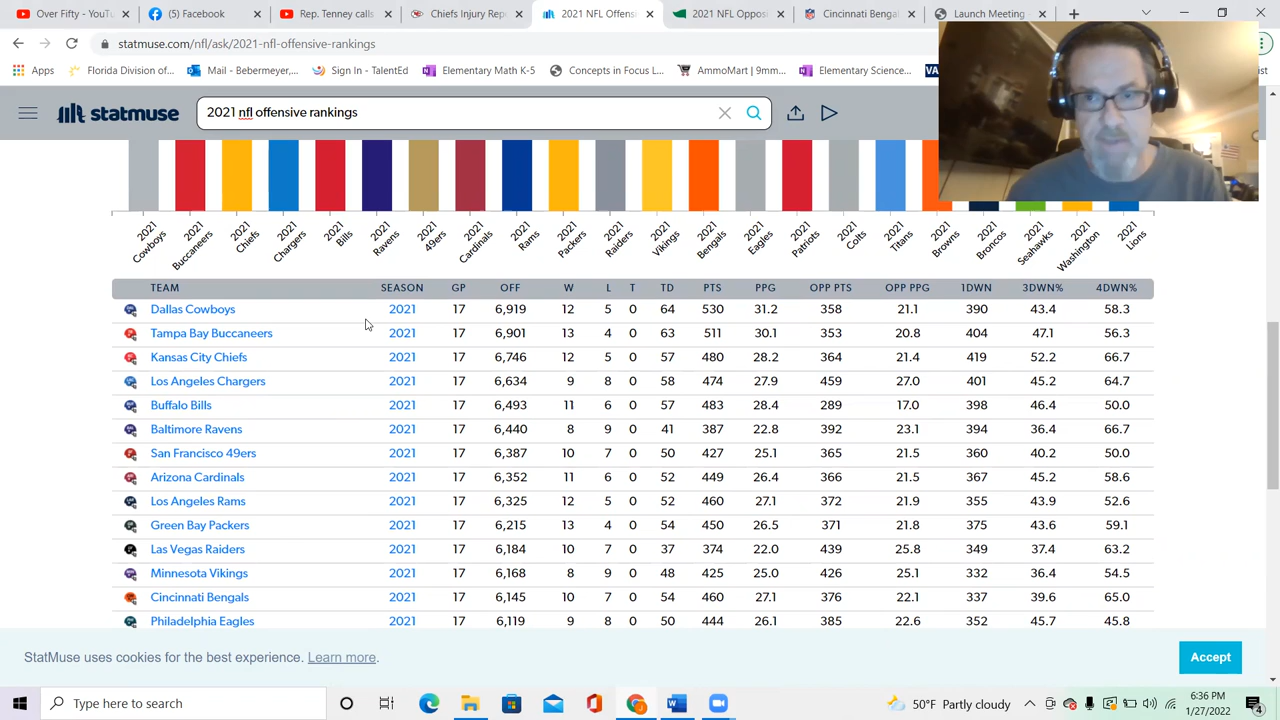 Over Fifty - YouTube
(5) Facebook
Rep. Tenney call
Chiefs Injury Rep
2021 NFL Offens
2021 NFL Opposi
Cincinnati Bengal
Launch Meeting
statmuse.com/nfl/ask/2021-nfl-offensive-rankings
Apps
Florida Division of...
Mail - Bebermeyer,...
Sign In - TalentEd
Elementary Math K-5
Concepts in Focus L...
AmmoMart | 9mm...
Elementary Science...
VA
statmuse
2021 nfl offensive rankings
2021 Cowboys
2021 Buccaneers
2021 Chiefs
2021 Chargers
2021 Bills
2021 Ravens
2021 49ers
2021 Cardinals
2021 Rams
2021 Packers
2021 Raiders
2021 Vikings
2021 Bengals
2021 Eagles
2021 Patriots
2021 Colts
2021 Titans
2021 Browns
2021 Broncos
2021 Seahawks
2021 Washington
2021 Lions
TEAM SEASON GP OFF W L T TD PTS PPG OPP PTS OPP PPG 1DWN 3DWN% 4DWN%
Dallas Cowboys 2021 17 6,919 12 5 0 64 530 31.2 358 21.1 390 43.4 58.3
Tampa Bay Buccaneers 2021 17 6,901 13 4 0 63 511 30.1 353 20.8 404 47.1 56.3
Kansas City Chiefs 2021 17 6,746 12 5 0 57 480 28.2 364 21.4 419 52.2 66.7
Los Angeles Chargers 2021 17 6,634 9 8 0 58 474 27.9 459 27.0 401 45.2 64.7
Buffalo Bills 2021 17 6,493 11 6 0 57 483 28.4 289 17.0 398 46.4 50.0
Baltimore Ravens 2021 17 6,440 8 9 0 41 387 22.8 392 23.1 394 36.4 66.7
San Francisco 49ers 2021 17 6,387 10 7 0 50 427 25.1 365 21.5 360 40.2 50.0
Arizona Cardinals 2021 17 6,352 11 6 0 52 449 26.4 366 21.5 367 45.2 58.6
Los Angeles Rams 2021 17 6,325 12 5 0 52 460 27.1 372 21.9 355 43.9 52.6
Green Bay Packers 2021 17 6,215 13 4 0 54 450 26.5 371 21.8 375 43.6 59.1
Las Vegas Raiders 2021 17 6,184 10 7 0 37 374 22.0 439 25.8 349 37.4 63.2
Minnesota Vikings 2021 17 6,168 8 9 0 48 425 25.0 426 25.1 332 36.4 54.5
Cincinnati Bengals 2021 17 6,145 10 7 0 54 460 27.1 376 22.1 337 39.6 65.0
Philadelphia Eagles 2021 17 6,119 9 8 0 50 444 26.1 385 22.6 352 45.7 45.8
StatMuse uses cookies for the best experience. Learn more.
Accept
Type here to search
50°F Partly cloudy
6:36 PM
1/27/2022
4